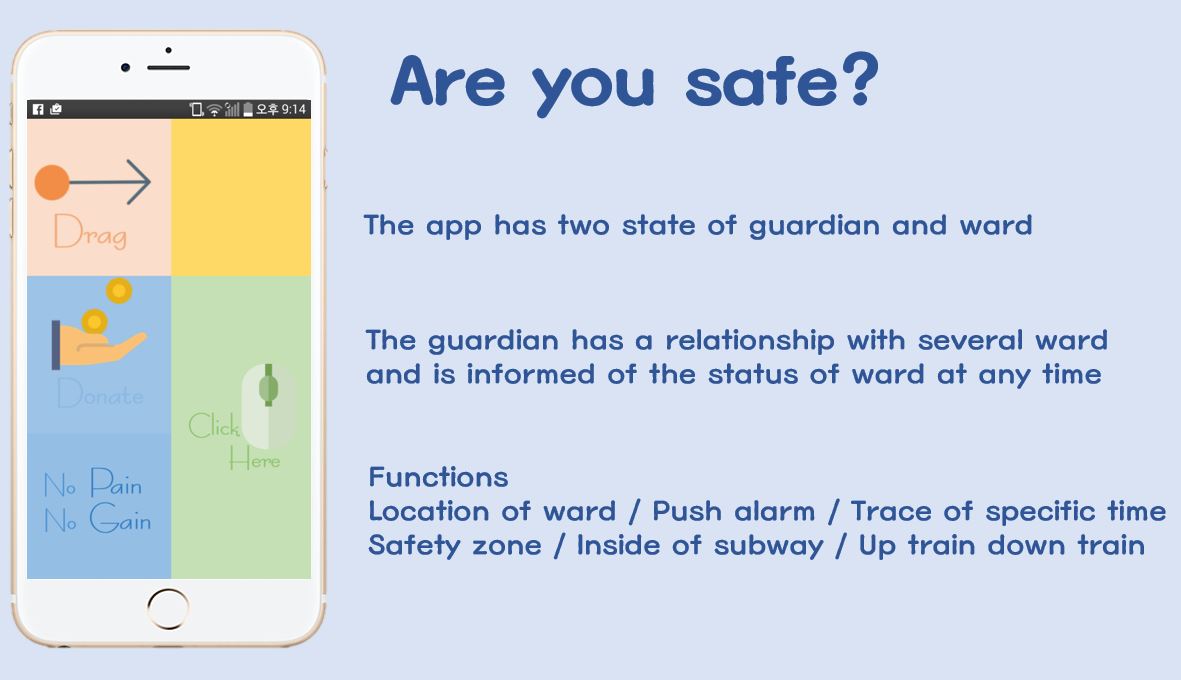 Are you safe?
오후 9:14
Drag
Donate
Click
Here
No Pain
No Gain
The app has two state of guardian and ward
The guardian has a relationship with several ward
and is informed of the status of ward at any time
Functions
Location of ward / Push alarm / Trace of specific time
Safety zone / Inside of subway / Up train down train